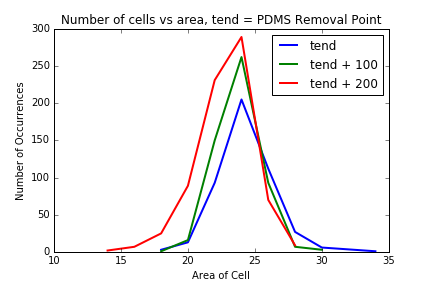 Number of cells vs area, tend = PDMS Removal Point
300
250
200
150
100
50
0
Number of Occurrences
tend
tend + 100
tend + 200
10 15 20 25 30 35
Area of Cell